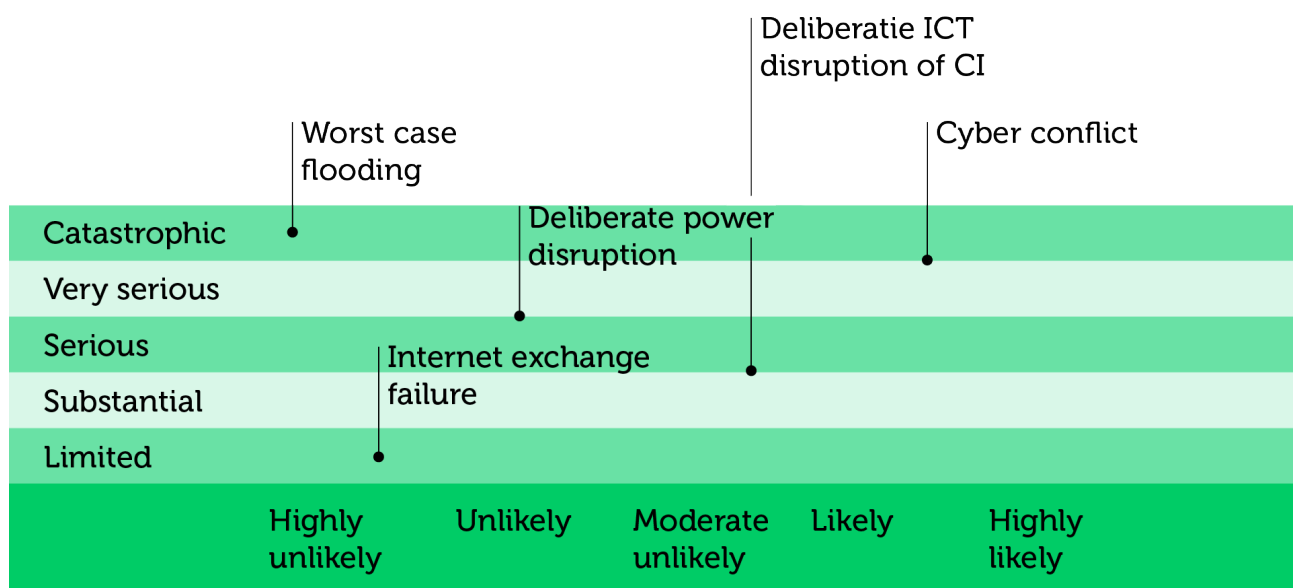 Deliberatie ICT
disruption of CI
Worst case
flooding
Cyber conflict
Catastrophic
Deliberate power
disruption
Very serious
Serious
Internet exchange
failure
Substantial
Limited
Highly
unlikely
Unlikely
Moderate
unlikely
Likely
Highly
likely